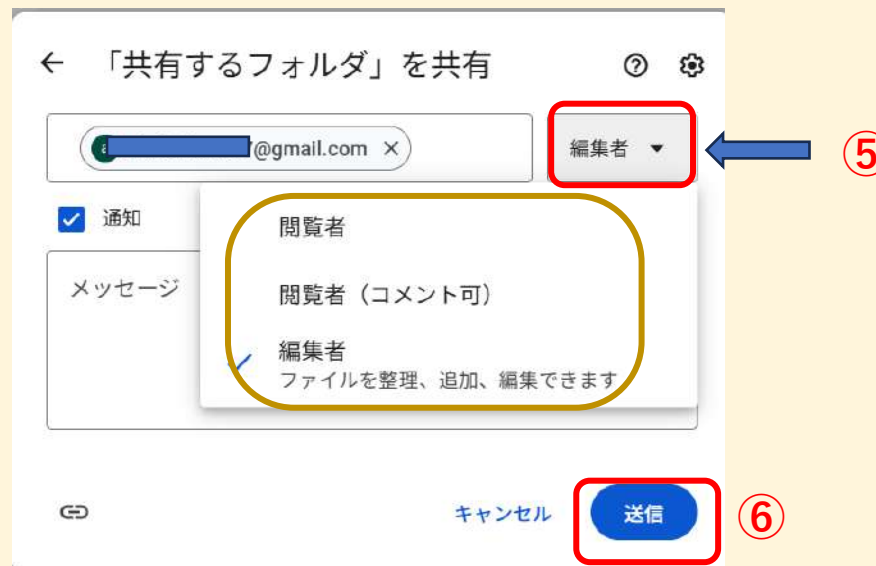 「共有するフォルダ」を共有
@gmail.com
編集者
⑤
通知
閲覧者
メッセージ
閲覧者（コメント可）
編集者
ファイルを整理、追加、編集できます
キャンセル
送信
⑥